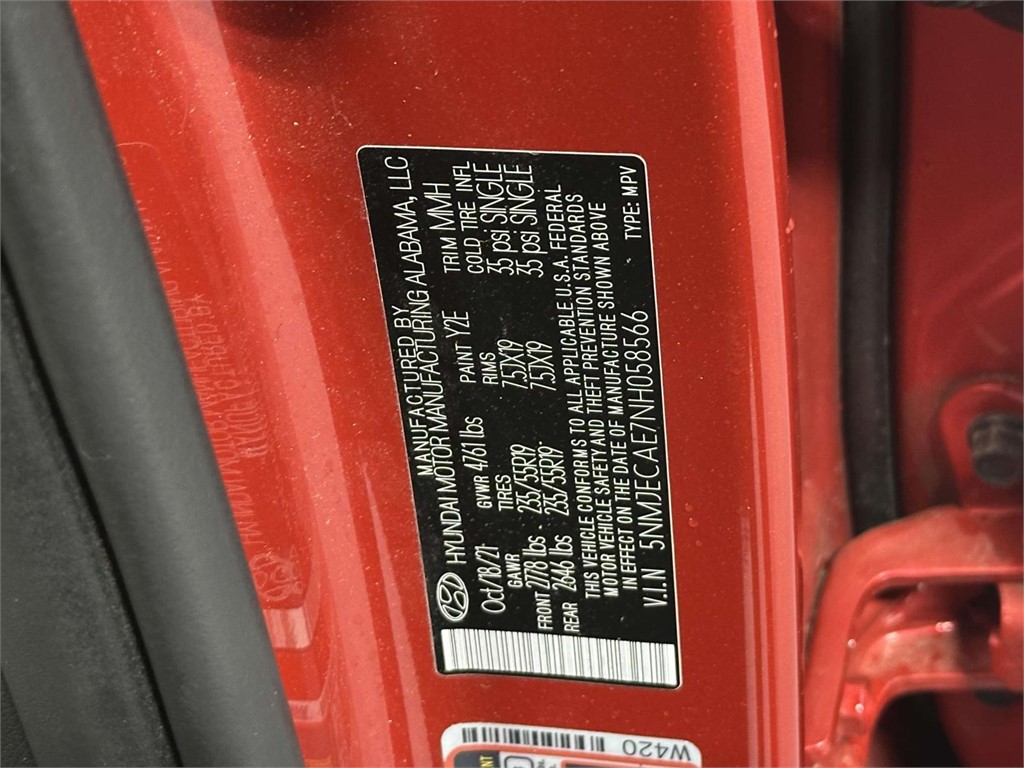 MANUFACTURED BY
HYUNDAI MOTOR MANUFACTURING ALABAMA, LLC
Oct/18/21 GVWR 4761 lbs PAINT Y2E TRIM MMH
GAWR TIRES RIMS COLD TIRE INFL
FRONT 2778 lbs - 235/55R19 - 7.5JX19 35 psi SINGLE
REAR 2646 lbs 235/55R19 - 7.5JX19 35 psi SINGLE
THIS VEHICLE CONFORMS TO ALL APPLICABLE U.S.A. FEDERAL
MOTOR VEHICLE SAFETY AND THEFT PREVENTION STANDARDS
IN EFFECT ON THE DATE OF MANUFACTURE SHOWN ABOVE
V.I.N 5NMJECAE7NH058566 TYPE: MPV
W420